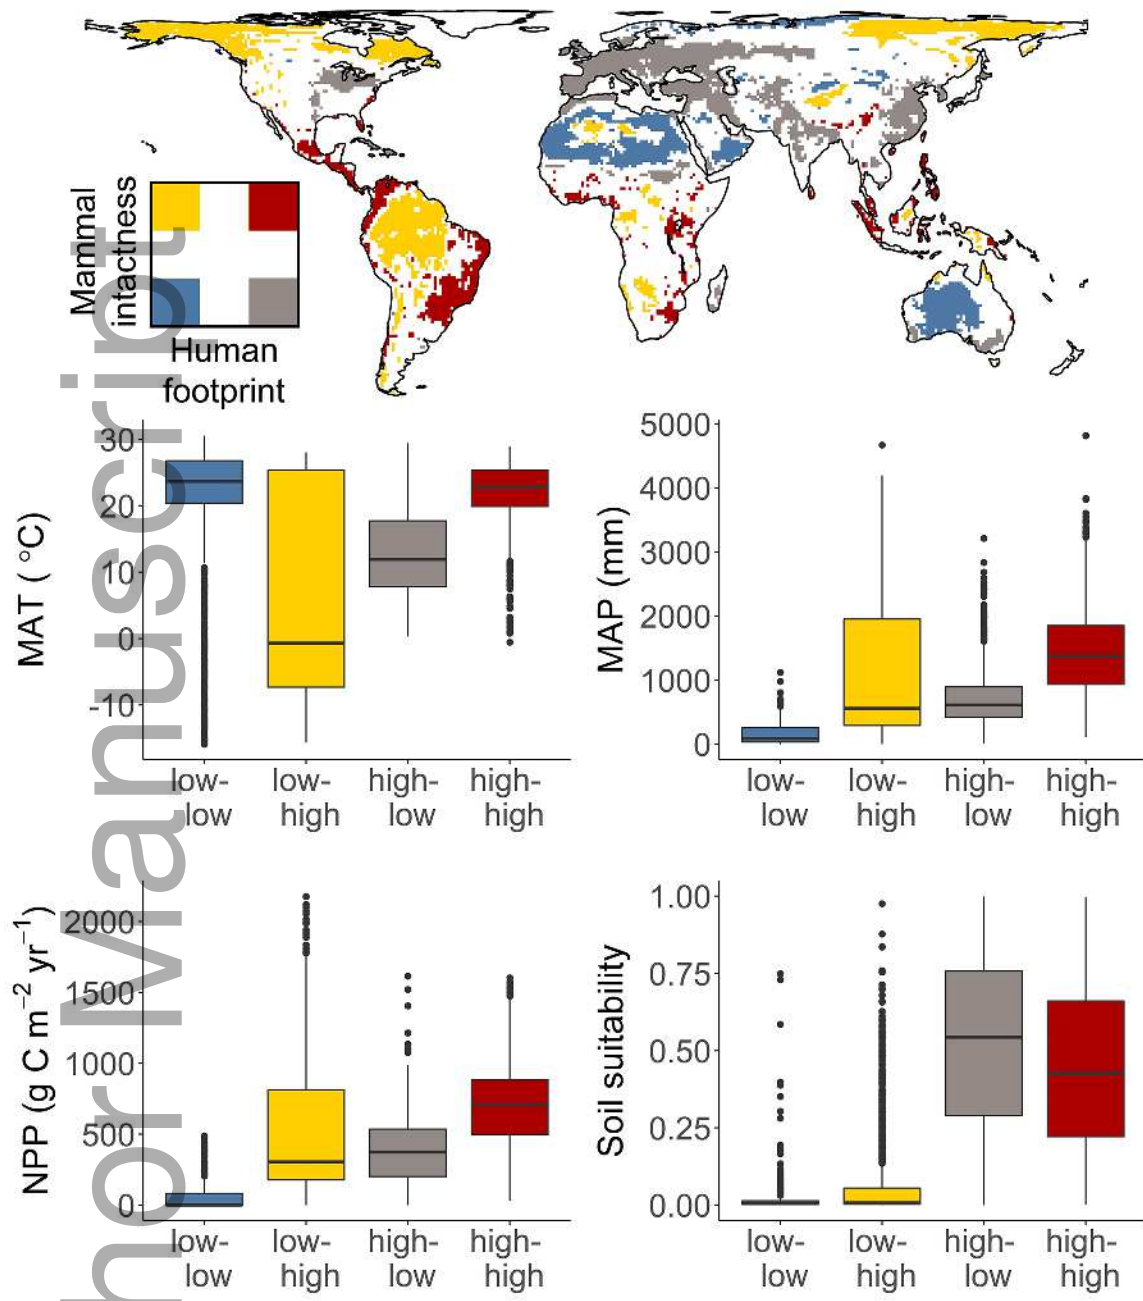 Mammal
intactness
Human
footprint
MAT ( °C)
30
20
10
0
-10
low-
low
low-
high
high-
low
high-
high
MAP (mm)
5000
4000
3000
2000
1000
0
low-
low
low-
high
high-
low
high-
high
NPP (g C m⁻² yr⁻¹)
2000
1500
1000
500
0
low-
low
low-
high
high-
low
high-
high
Soil suitability
1.00
0.75
0.50
0.25
0.00
low-
low
low-
high
high-
low
high-
high
hor Manuscript